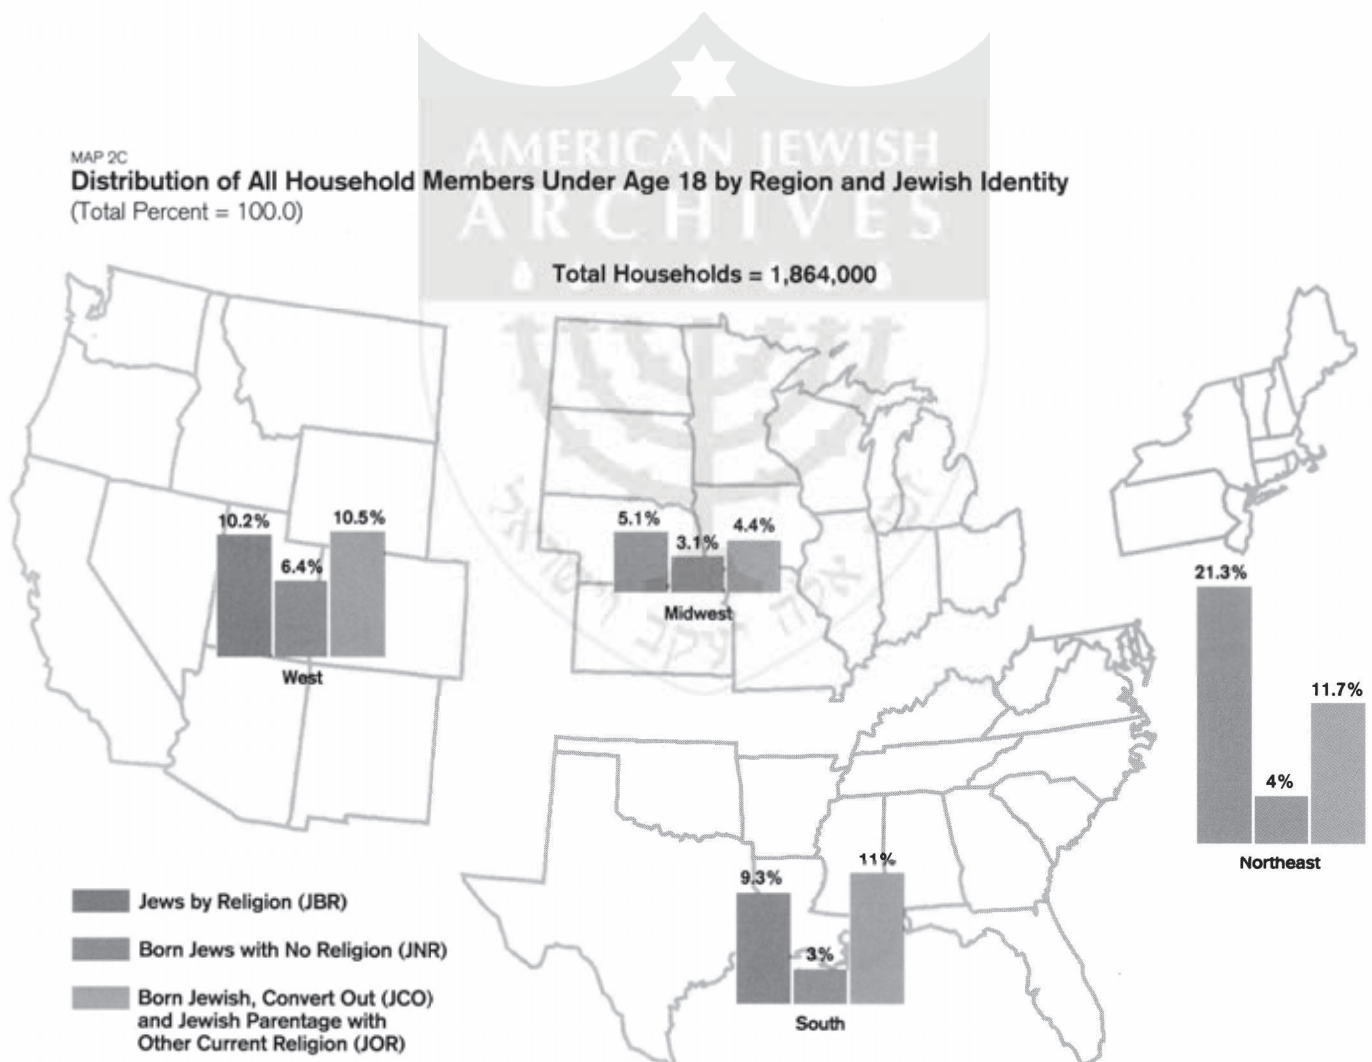 AMERICAN JEWISH
ARCHIVES
MAP 2C
Distribution of All Household Members Under Age 18 by Region and Jewish Identity
(Total Percent = 100.0)
Total Households = 1,864,000
10.2%
6.4%
10.5%
West
5.1%
3.1%
4.4%
Midwest
21.3%
4%
11.7%
Northeast
9.3%
3%
11%
South
Jews by Religion (JBR)
Born Jews with No Religion (JNR)
Born Jewish, Convert Out (JCO)
and Jewish Parentage with
Other Current Religion (JOR)